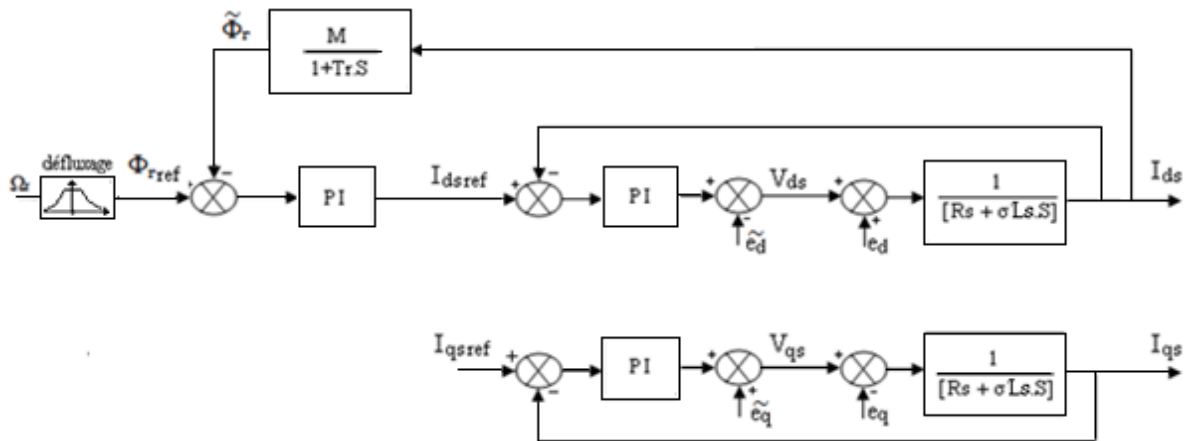 Φ̃r
M
1+Tr.S
défluxage
Ωr
Φrref
+
−
PI
Idsref
+
−
PI
+
-
ẽd
Vds
+
+
ed
1
[Rs + σLs.S]
Ids
Iqsref
+
−
PI
+
+
ẽq
Vqs
+
-
eq
1
[Rs + σLs.S]
Iqs